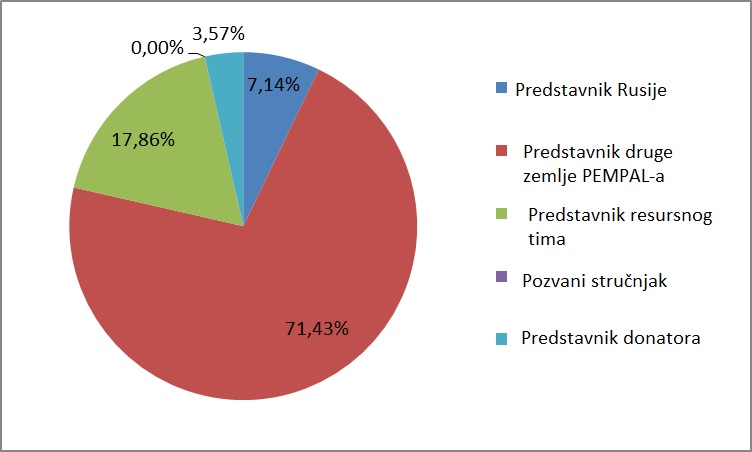 3,57%
0,00%
7,14%
17,86%
71,43%
Predstavnik Rusije
Predstavnik druge
zemlje PEMPAL-a
Predstavnik resursnog
tima
Pozvani stručnjak
Predstavnik donatora